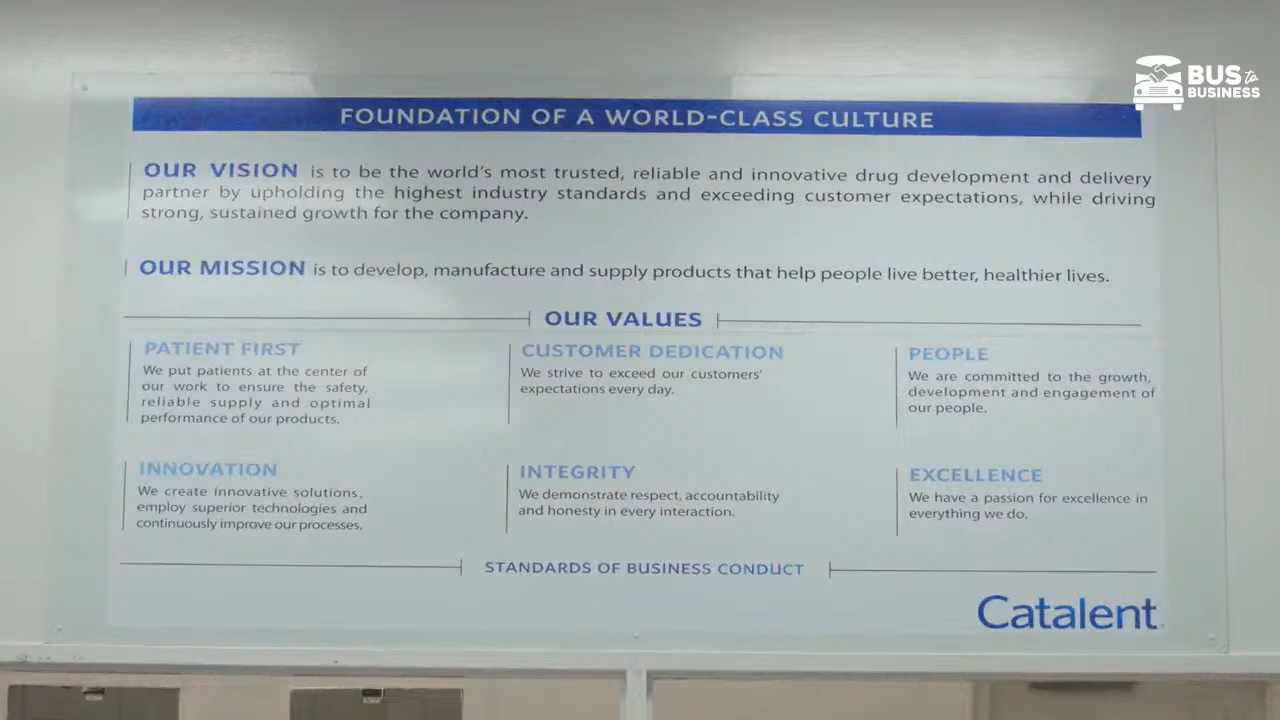 BUS to
BUSINESS
FOUNDATION OF A WORLD-CLASS CULTURE
OUR VISION is to be the world's most trusted, reliable and innovative drug development and delivery
partner by upholding the highest industry standards and exceeding customer expectations, while driving
strong, sustained growth for the company.
OUR MISSION is to develop, manufacture and supply products that help people live better, healthier lives.
OUR VALUES
PATIENT FIRST
We put patients at the center of
our work to ensure the safety,
reliable supply and optimal
performance of our products.
CUSTOMER DEDICATION
We strive to exceed our customers'
expectations every day.
PEOPLE
We are committed to the growth,
development and engagement of
our people.
INNOVATION
We create innovative solutions,
employ superior technologies and
continuously improve our processes.
INTEGRITY
We demonstrate respect, accountability
and honesty in every interaction.
EXCELLENCE
We have a passion for excellence in
everything we do.
STANDARDS OF BUSINESS CONDUCT
Catalent